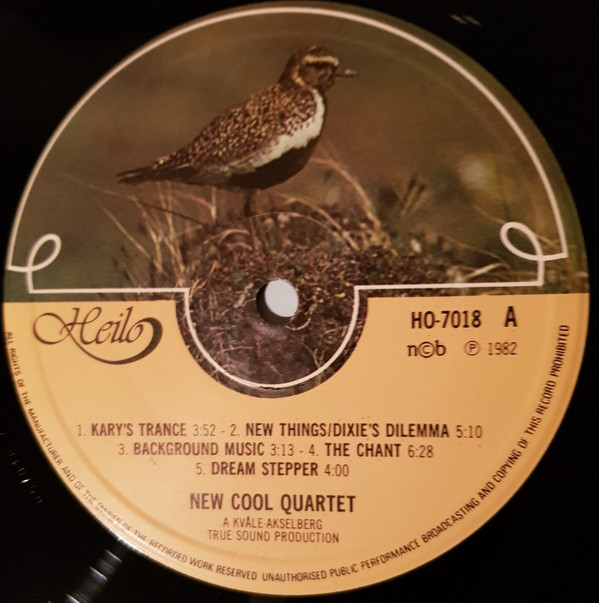 Heilo
HO-7018 A
n©b ℗ 1982
1. KARY'S TRANCE 3:52 - 2. NEW THINGS/DIXIE'S DILEMMA 5:10
3. BACKGROUND MUSIC 3:13 - 4. THE CHANT 6:28
5. DREAM STEPPER 4:00
NEW COOL QUARTET
A KVÅLE-AKSELBERG
TRUE SOUND PRODUCTION
ALL RIGHTS OF THE MANUFACTURER AND OF THE OWNER OF THE RECORDED WORK RESERVED UNAUTHORISED PUBLIC PERFORMANCE BROADCASTING AND COPYING OF THIS RECORD PROHIBITED